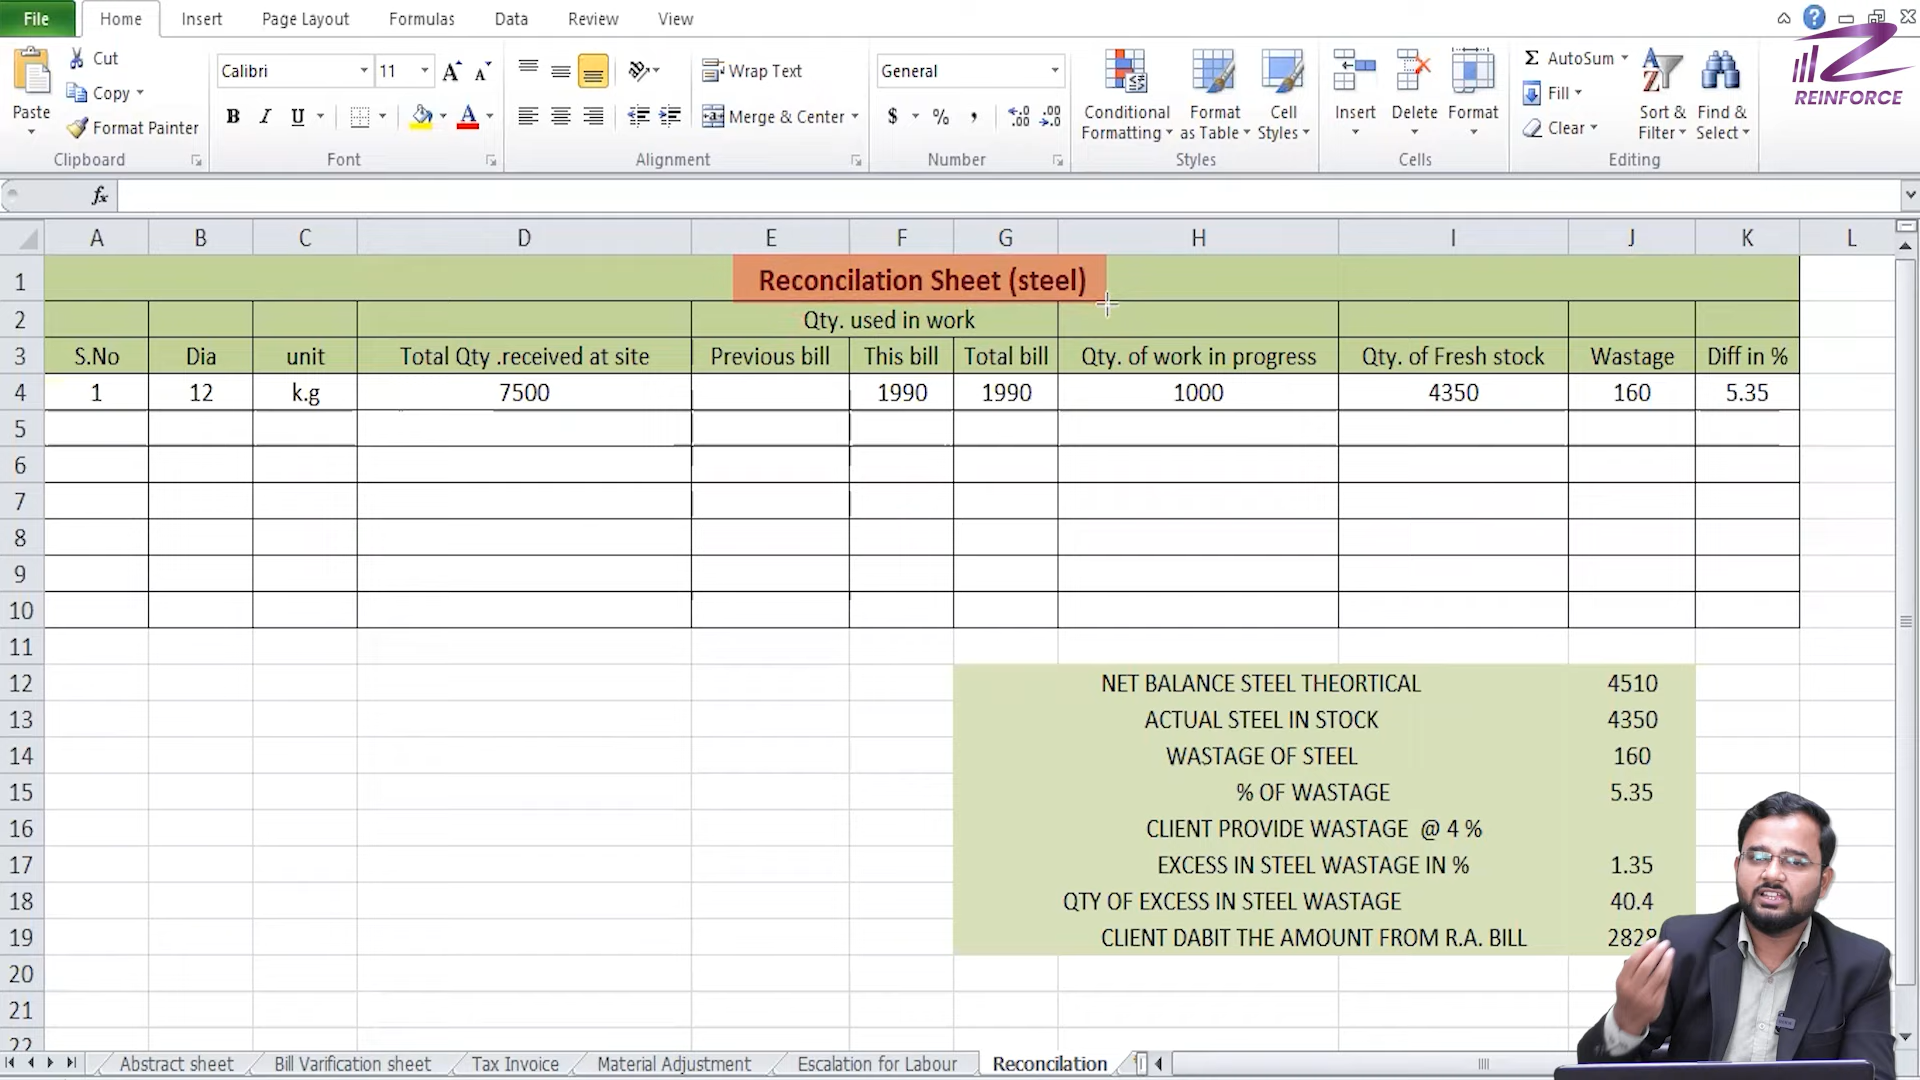 File Home Insert Page Layout Formulas Data Review View
Cut
Copy
Format Painter
Paste
Clipboard
Calibri 11
B I U
Font
Wrap Text
Merge & Center
Alignment
General
$ % ,
Number
Conditional Formatting
Format as Table
Cell Styles
Styles
Insert Delete Format
Cells
AutoSum
Fill
Clear
Sort & Filter
Find & Select
Editing
REINFORCE
fx
A B C D E F G H I J K L
1 Reconcilation Sheet (steel)
2 Qty. used in work
3 S.No Dia unit Total Qty .received at site Previous bill This bill Total bill Qty. of work in progress Qty. of Fresh stock Wastage Diff in %
4 1 12 k.g 7500 1990 1990 1000 4350 160 5.35
5
6
7
8
9
10
11
12 NET BALANCE STEEL THEORTICAL 4510
13 ACTUAL STEEL IN STOCK 4350
14 WASTAGE OF STEEL 160
15 % OF WASTAGE 5.35
16 CLIENT PROVIDE WASTAGE @ 4 %
17 EXCESS IN STEEL WASTAGE IN % 1.35
18 QTY OF EXCESS IN STEEL WASTAGE 40.4
19 CLIENT DABIT THE AMOUNT FROM R.A. BILL 2828
20
21
22
Abstract sheet Bill Varification sheet Tax Invoice Material Adjustment Escalation for Labour Reconcilation